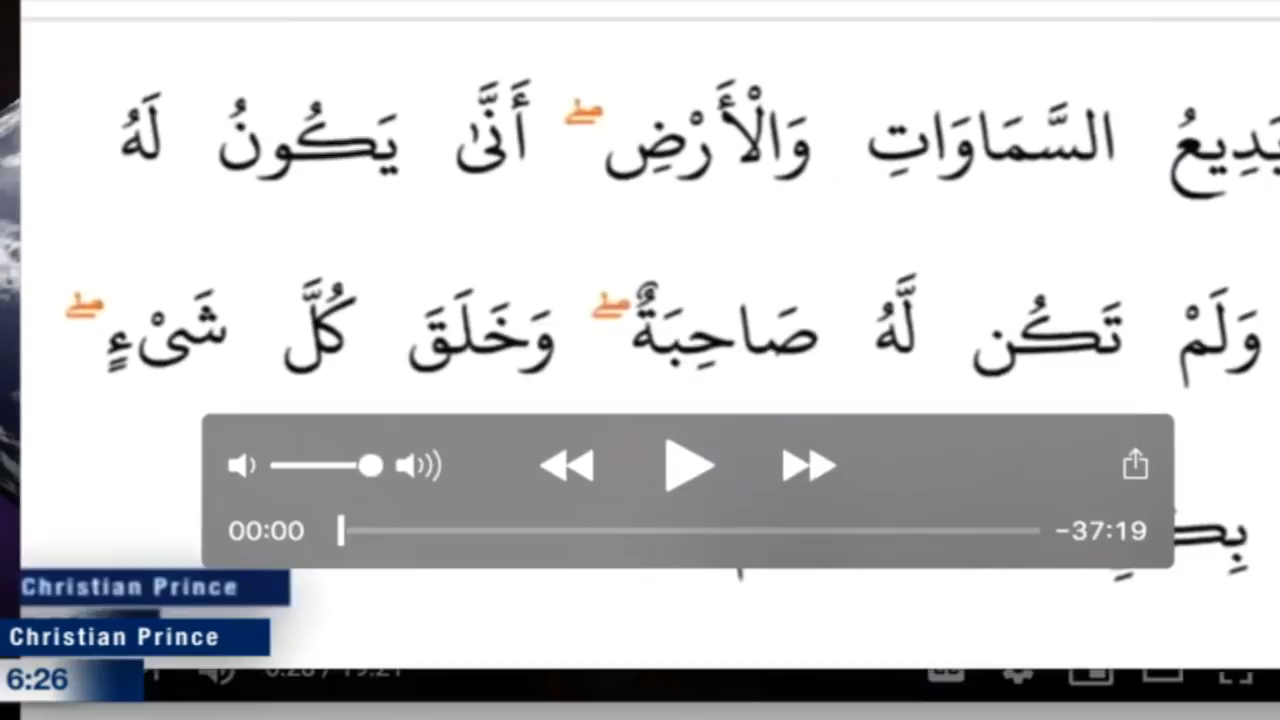 بَدِيعُ السَّمَاوَاتِ وَالْأَرْضِ ۖ أَنَّىٰ يَكُونُ لَهُ
وَلَمْ تَكُن لَّهُ صَاحِبَةٌ ۖ وَخَلَقَ كُلَّ شَيْءٍ ۖ
00:00
-37:19
Christian Prince
Christian Prince
6:26